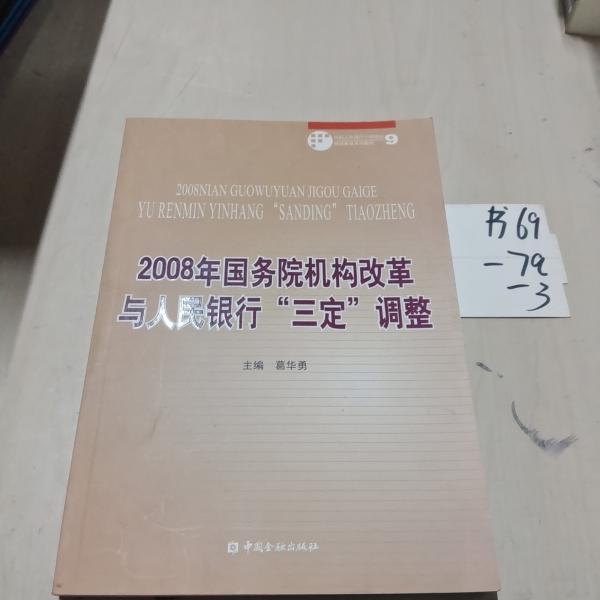 9
2008NIAN GUOWUYUAN JIGOU GAIGE
YU RENMIN YINHANG “SANDING” TIAOZHENG
2008年国务院机构改革
与人民银行“三定”调整
主编 葛华勇
中国金融出版社
书69
-79
-3